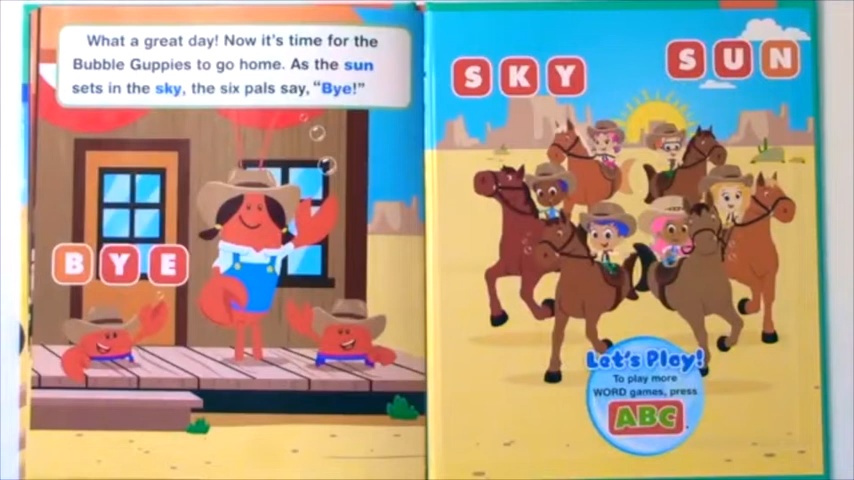 What a great day! Now it's time for the
Bubble Guppies to go home. As the sun
sets in the sky, the six pals say, "Bye!"
BYE
SKY
SUN
Let's Play!
To play more
WORD games, press
ABC.